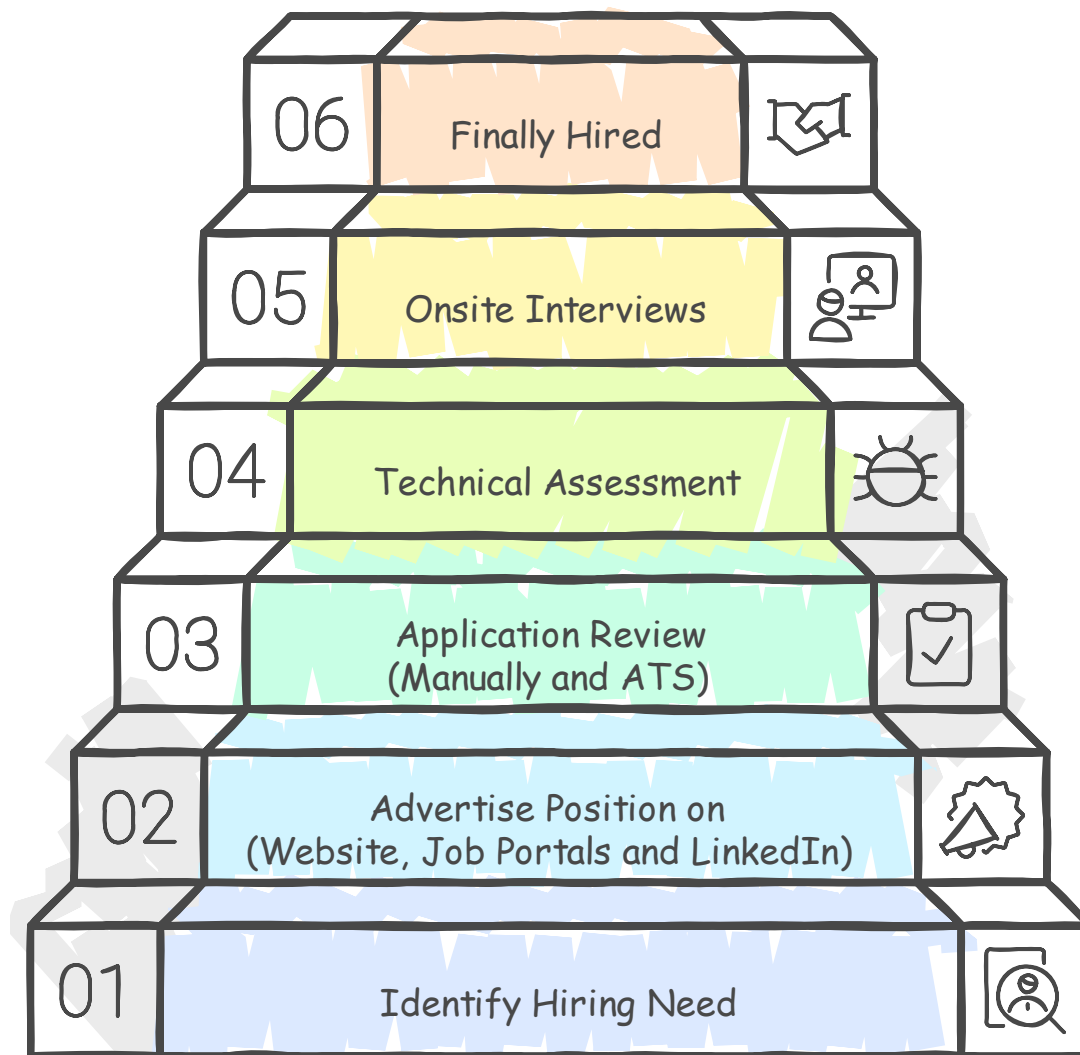 06
Finally Hired
05
Onsite Interviews
04
Technical Assessment
03
Application Review
(Manually and ATS)
02
Advertise Position on
(Website, Job Portals and LinkedIn)
01
Identify Hiring Need